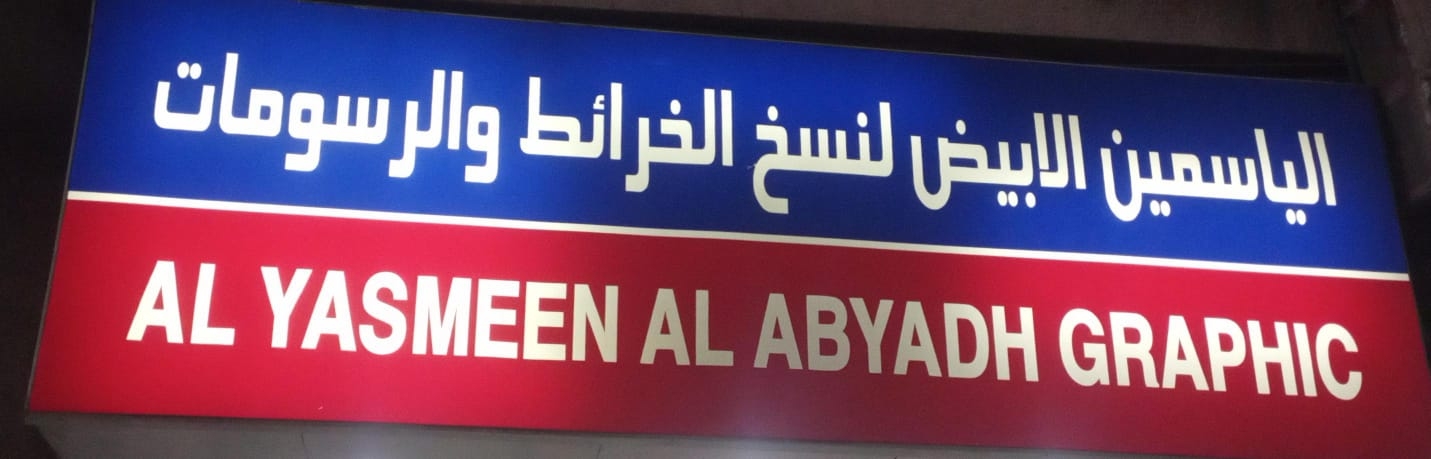 الياسمين الابيض لنسخ الخرائط والرسومات
AL YASMEEN AL ABYADH GRAPHIC